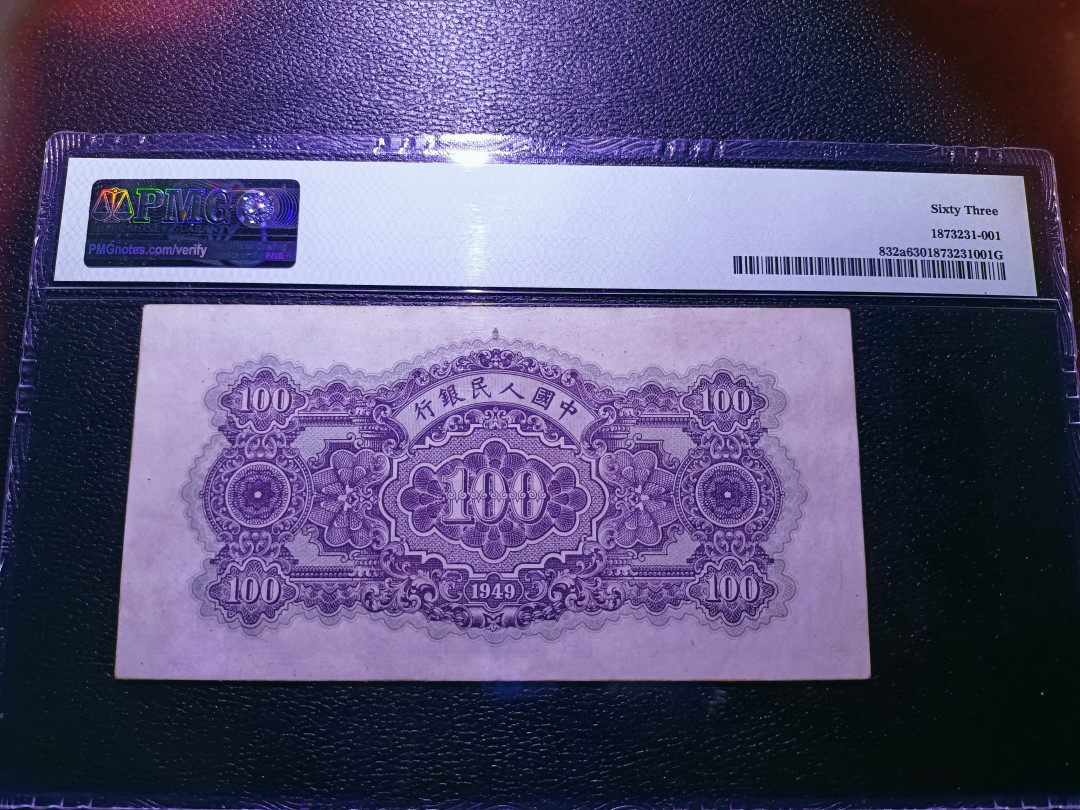 PMG
PMGnotes.com/verify
Sixty Three
1873231-001
832a6301873231001G
行銀民人國中
100 100
100
100 100
1949